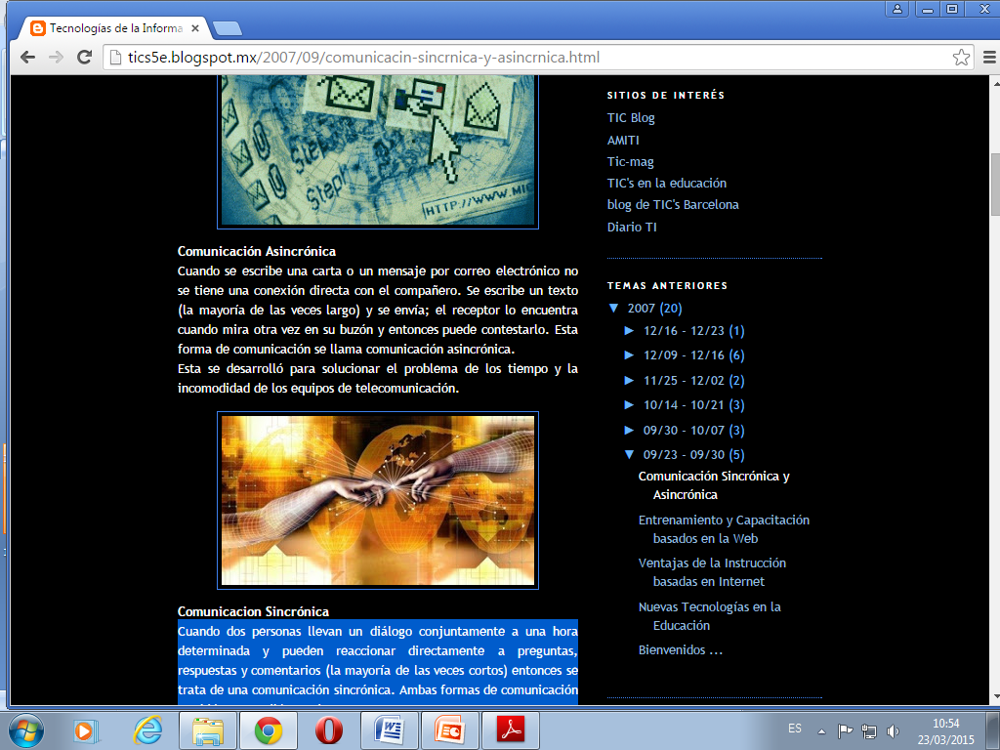 Tecnologías de la Informa
tics5e.blogspot.mx/2007/09/comunicacin-sincrnica-y-asincrnica.html
HTTP://WWW.MIC
Comunicación Asincrónica
Cuando se escribe una carta o un mensaje por correo electrónico no
se tiene una conexión directa con el compañero. Se escribe un texto
(la mayoría de las veces largo) y se envía; el receptor lo encuentra
cuando mira otra vez en su buzón y entonces puede contestarlo. Esta
forma de comunicación se llama comunicación asincrónica.
Esta se desarrolló para solucionar el problema de los tiempo y la
incomodidad de los equipos de telecomunicación.
Comunicacion Sincrónica
Cuando dos personas llevan un diálogo conjuntamente a una hora
determinada y pueden reaccionar directamente a preguntas,
respuestas y comentarios (la mayoría de las veces cortos) entonces se
trata de una comunicación sincrónica. Ambas formas de comunicación
SITIOS DE INTERÉS
TIC Blog
AMITI
Tic-mag
TIC's en la educación
blog de TIC's Barcelona
Diario TI
TEMAS ANTERIORES
▼ 2007 (20)
► 12/16 - 12/23 (1)
► 12/09 - 12/16 (6)
► 11/25 - 12/02 (2)
► 10/14 - 10/21 (3)
► 09/30 - 10/07 (3)
▼ 09/23 - 09/30 (5)
Comunicación Sincrónica y
Asincrónica
Entrenamiento y Capacitación
basados en la Web
Ventajas de la Instrucción
basadas en Internet
Nuevas Tecnologías en la
Educación
Bienvenidos ...
ES
10:54
23/03/2015